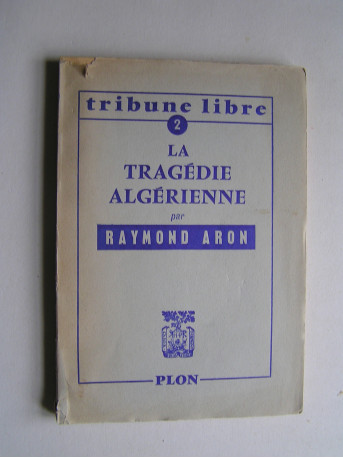 tribune libre
2
LA
TRAGÉDIE
ALGÉRIENNE
par
RAYMOND ARON
PLON